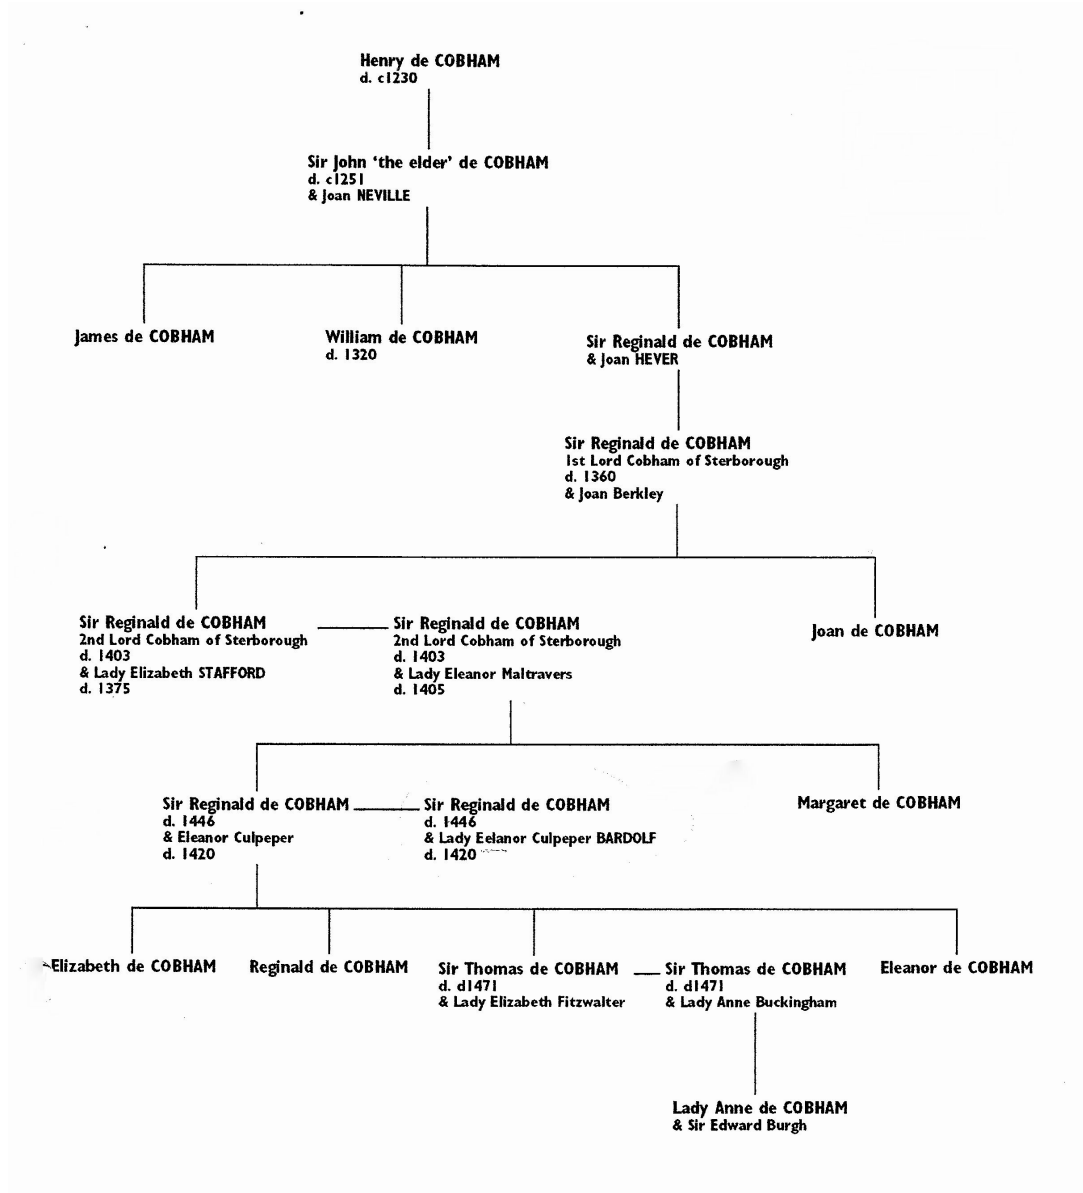 Henry de COBHAM
d. c1230
Sir John ‘the elder’ de COBHAM
d. c1251
& Joan NEVILLE
James de COBHAM
William de COBHAM
d. 1320
Sir Reginald de COBHAM
& Joan HEVER
Sir Reginald de COBHAM
1st Lord Cobham of Sterborough
d. 1360
& Joan Berkley
Sir Reginald de COBHAM
2nd Lord Cobham of Sterborough
d. 1403
& Lady Elizabeth STAFFORD
d. 1375
Sir Reginald de COBHAM
2nd Lord Cobham of Sterborough
d. 1403
& Lady Eleanor Maltravers
d. 1405
Joan de COBHAM
Sir Reginald de COBHAM
d. 1446
& Eleanor Culpeper
d. 1420
Sir Reginald de COBHAM
d. 1446
& Lady Eelanor Culpeper BARDOLF
d. 1420
Margaret de COBHAM
Elizabeth de COBHAM
Reginald de COBHAM
Sir Thomas de COBHAM
d. d1471
& Lady Elizabeth Fitzwalter
Sir Thomas de COBHAM
d. d1471
& Lady Anne Buckingham
Eleanor de COBHAM
Lady Anne de COBHAM
& Sir Edward Burgh